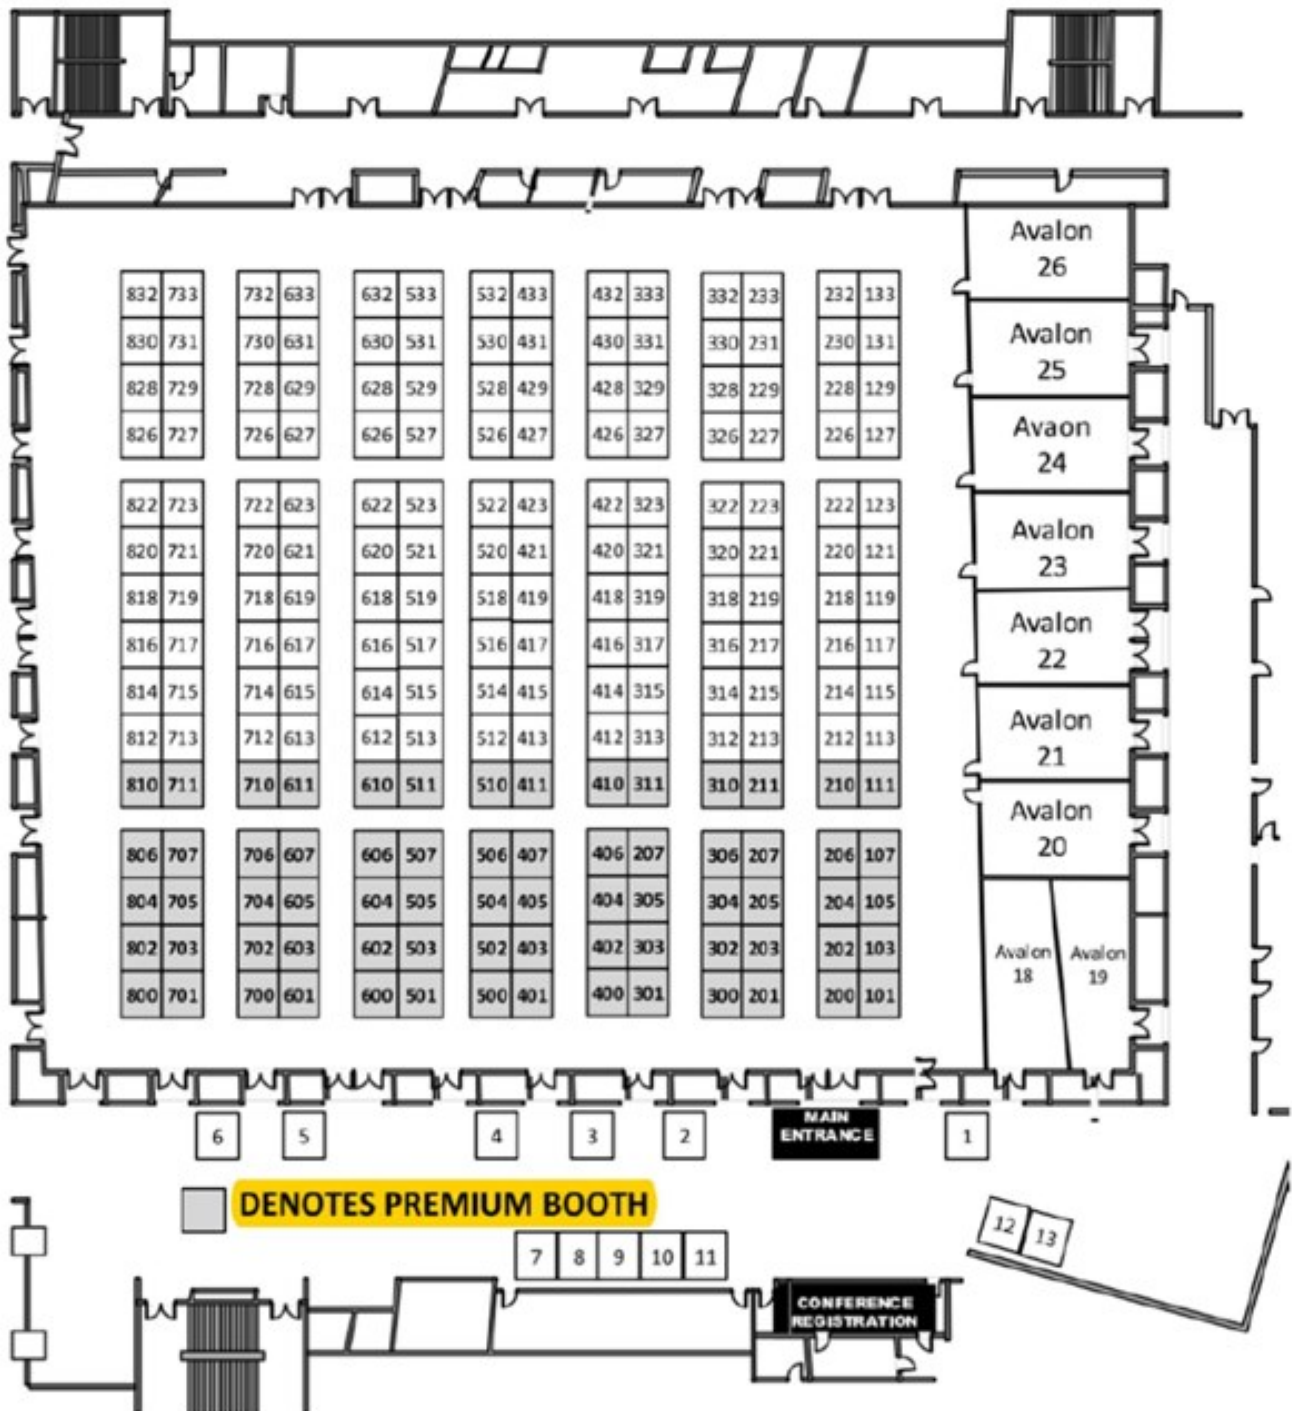 Avalon
26
832 733 732 633 632 533 532 433 432 333 332 233 232 133
830 731 730 631 630 531 530 431 430 331 330 231 230 131
Avalon
25
828 729 728 629 628 529 528 429 428 329 328 229 228 129
826 727 726 627 626 527 526 427 426 327 326 227 226 127
Avaon
24
822 723 722 623 622 523 522 423 422 323 322 223 222 123
820 721 720 621 620 521 520 421 420 321 320 221 220 121
Avalon
23
818 719 718 619 618 519 518 419 418 319 318 219 218 119
816 717 716 617 616 517 516 417 416 317 316 217 216 117
Avalon
22
814 715 714 615 614 515 514 415 414 315 314 215 214 115
812 713 712 613 612 513 512 413 412 313 312 213 212 113
Avalon
21
810 711 710 611 610 511 510 411 410 311 310 211 210 111
Avalon
20
806 707 706 607 606 507 506 407 406 207 306 207 206 107
804 705 704 605 604 505 504 405 404 305 304 205 204 105
802 703 702 603 602 503 502 403 402 303 302 203 202 103
800 701 700 601 600 501 500 401 400 301 300 201 200 101
Avalon
18
Avalon
19
6 5 4 3 2
MAIN
ENTRANCE
1
DENOTES PREMIUM BOOTH
7 8 9 10 11
12 13
CONFERENCE
REGISTRATION